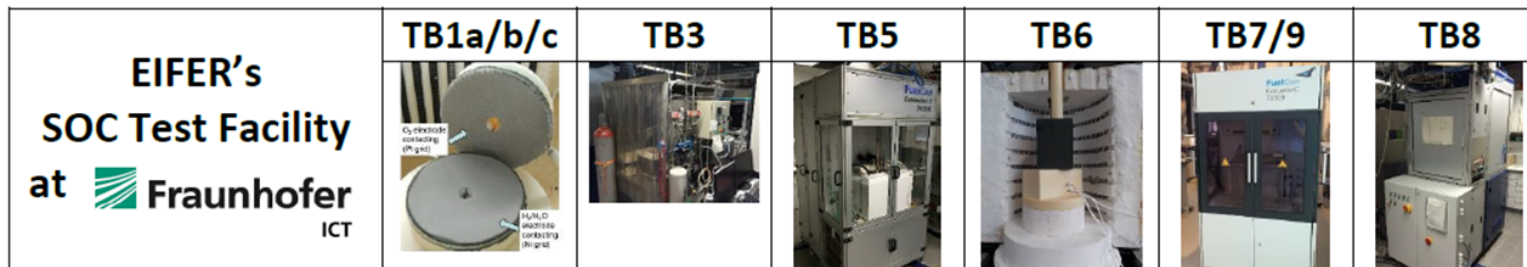 EIFER's
SOC Test Facility
at Fraunhofer
ICT
TB1a/b/c
TB3
TB5
TB6
TB7/9
TB8
O₂ electrode
contacting
(Pt grid)
H₂/H₂O
electrode
contacting
(Ni grid)
FuelCon
FuelCon